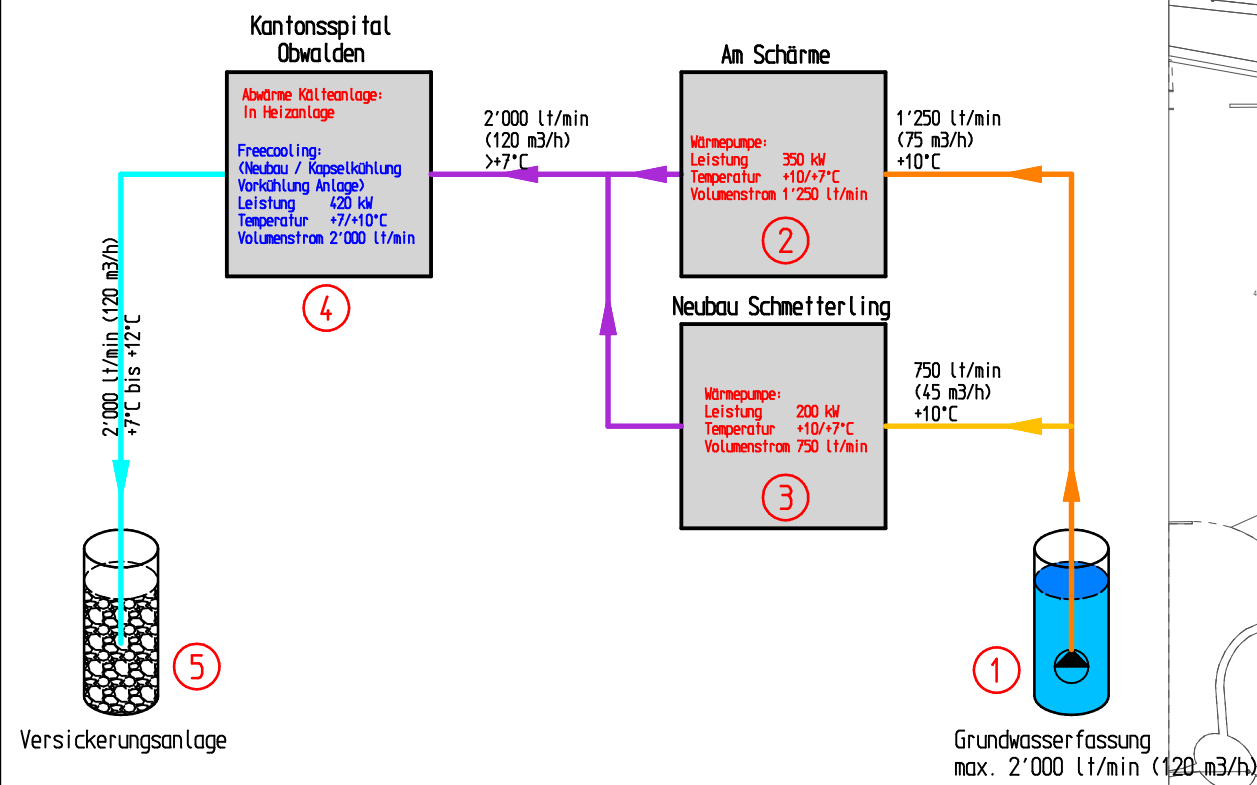 Kantonsspital
Obwalden
Abwärme Kälteanlage:
In Heizanlage
Freecooling:
(Neubau / Kapselkühlung
Vorkühlung Anlage)
Leistung 420 kW
Temperatur +7/+10°C
Volumenstrom 2'000 lt/min
4
2'000 lt/min
(120 m3/h)
>+7°C
Am Schärme
Wärmepumpe:
Leistung 350 kW
Temperatur +10/+7°C
Volumenstrom 1'250 lt/min
2
1'250 lt/min
(75 m3/h)
+10°C
Neubau Schmetterling
Wärmepumpe:
Leistung 200 kW
Temperatur +10/+7°C
Volumenstrom 750 lt/min
3
750 lt/min
(45 m3/h)
+10°C
2'000 lt/min (120 m3/h)
+7°C bis +12°C
5
Versickerungsanlage
1
Grundwasserfassung
max. 2'000 lt/min (120 m3/h)